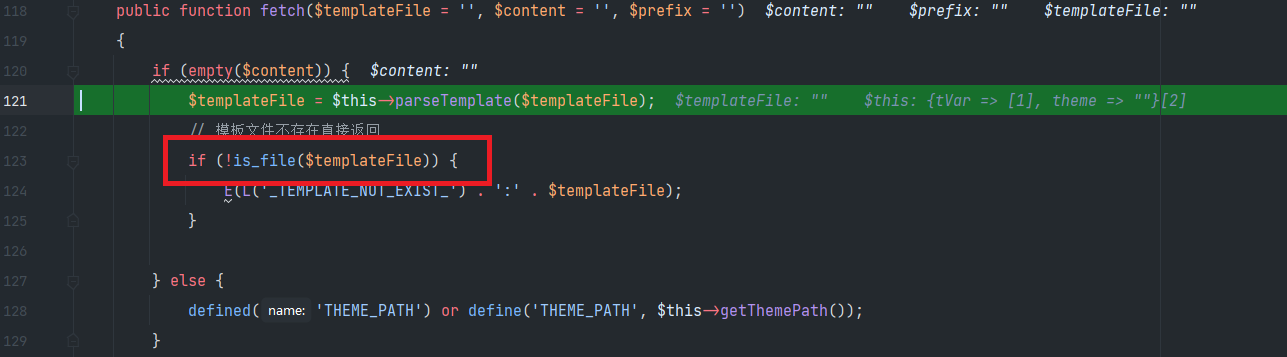 118 public function fetch($templateFile = '', $content = '', $prefix = '') $content: "" $prefix: "" $templateFile: ""
119 {
120 if (empty($content)) { $content: ""
121 $templateFile = $this->parseTemplate($templateFile); $templateFile: "" $this: {tVar => [1], theme => ""}[2]
122 // 模板文件不存在直接返回
123 if (!is_file($templateFile)) {
124 E(L('_TEMPLATE_NOT_EXIST_') . ':' . $templateFile);
125 }
126
127 } else {
128 defined( name: 'THEME_PATH') or define('THEME_PATH', $this->getThemePath());
129 }